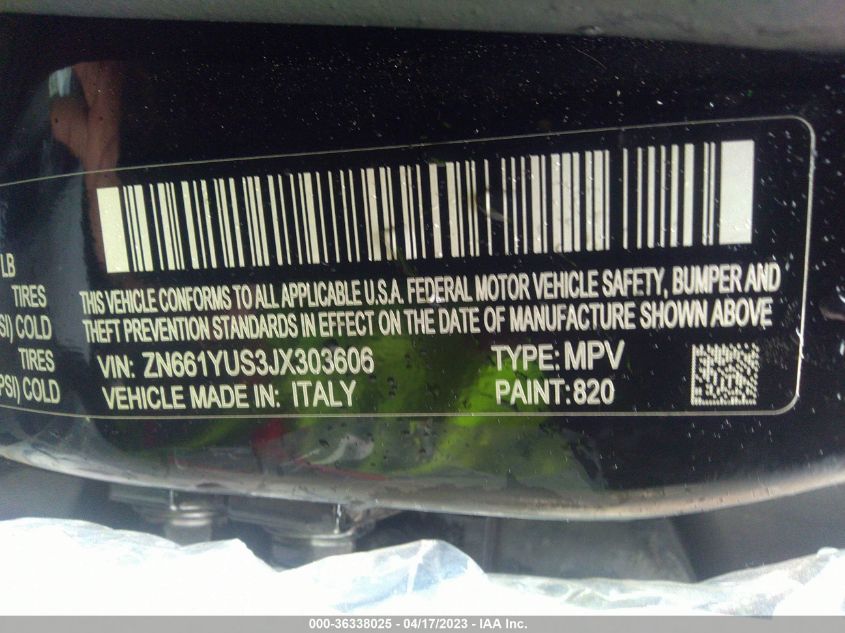 LB
TIRES
SI) COLD
TIRES
PSI) COLD
THIS VEHICLE CONFORMS TO ALL APPLICABLE U.S.A. FEDERAL MOTOR VEHICLE SAFETY, BUMPER AND
THEFT PREVENTION STANDARDS IN EFFECT ON THE DATE OF MANUFACTURE SHOWN ABOVE
VIN: ZN661YUS3JX303606 TYPE: MPV
VEHICLE MADE IN: ITALY PAINT: 820
000-36338025 - 04/17/2023 - IAA Inc.